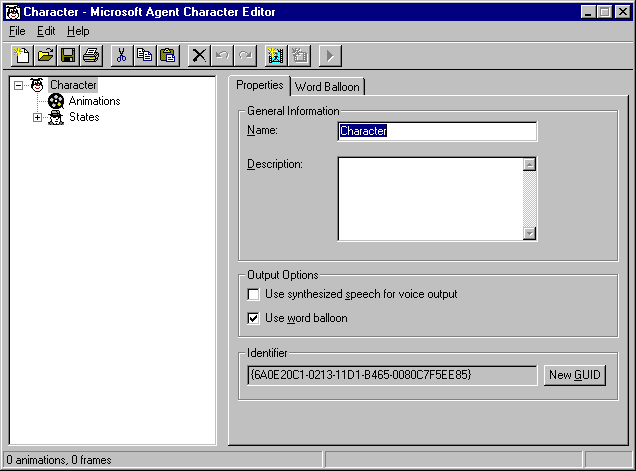 Character - Microsoft Agent Character Editor
File Edit Help
Character
Animations
States
Properties
Word Balloon
General Information
Name:
Character
Description:
Output Options
Use synthesized speech for voice output
Use word balloon
Identifier
{6A0E20C1-0213-11D1-B465-0080C7F5EE85}
New GUID
0 animations, 0 frames